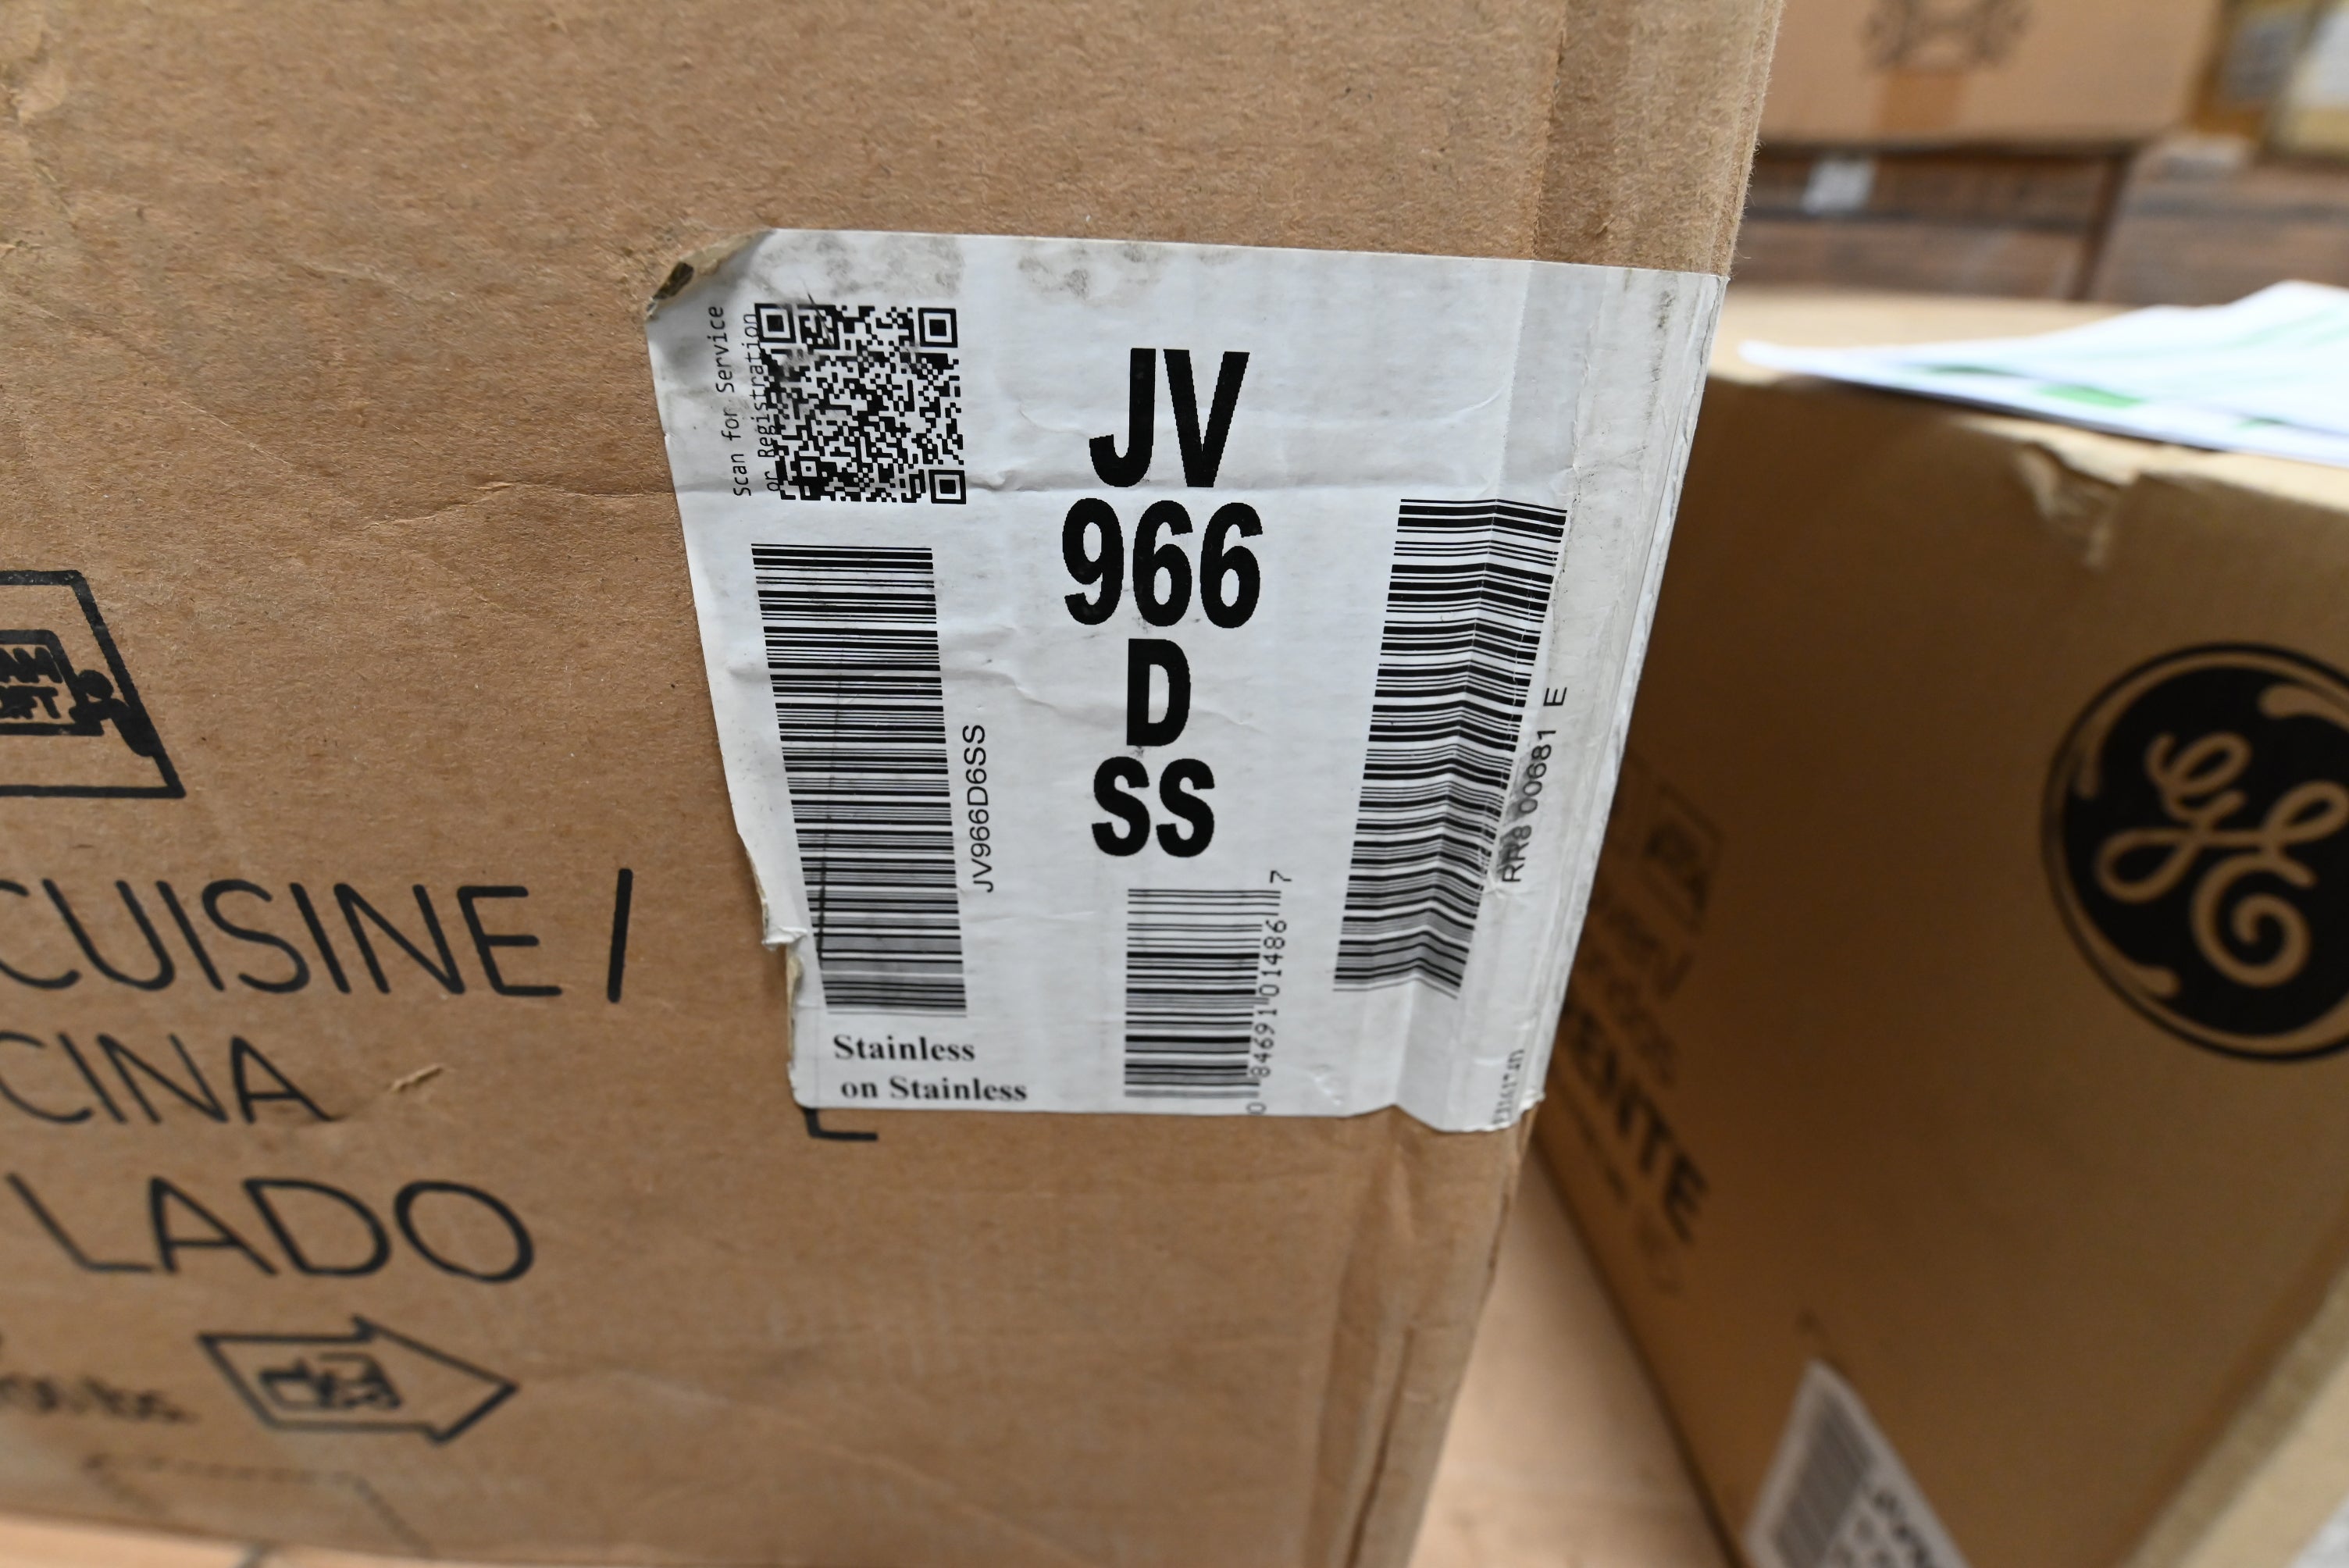 Scan for Service
or Registration
JV
966
D
SS
JV966D6SS
RR8 00681 E
0 84691 01486 7
Stainless
on Stainless
CUISINE /
CINA
LADO
GE